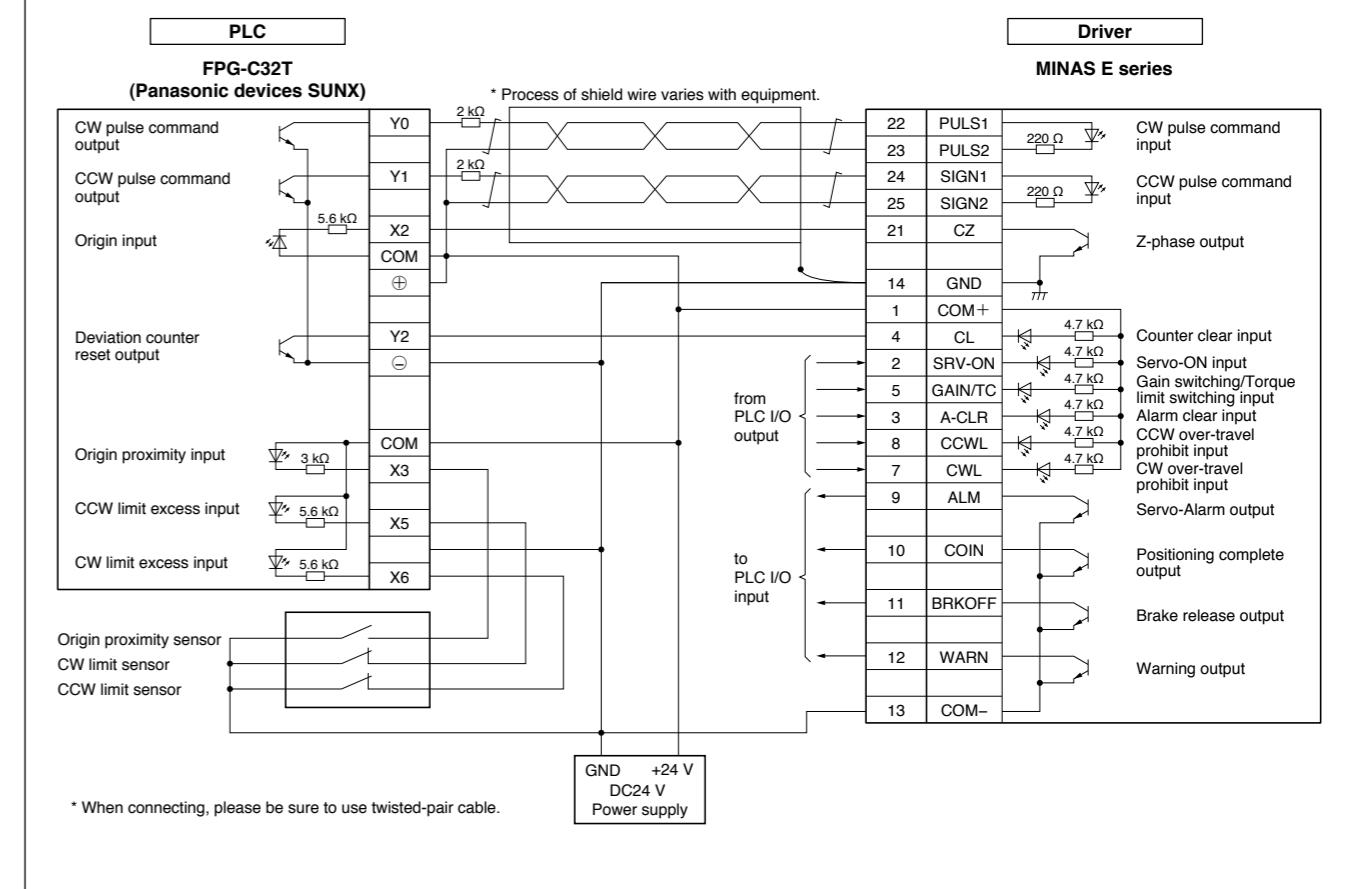 PLC
Driver
FPG-C32T
(Panasonic devices SUNX)
MINAS E series
* Process of shield wire varies with equipment.
CW pulse command
output
Y0
2 kΩ
22 PULS1
23 PULS2
220 Ω
CW pulse command
input
CCW pulse command
output
Y1
2 kΩ
24 SIGN1
25 SIGN2
220 Ω
CCW pulse command
input
Origin input
5.6 kΩ
X2
COM
⊕
21 CZ
Z-phase output
14 GND
1 COM+
Deviation counter
reset output
Y2
⊖
4 CL
4.7 kΩ
Counter clear input
2 SRV-ON
4.7 kΩ
Servo-ON input
from
PLC I/O
output
5 GAIN/TC
4.7 kΩ
Gain switching/Torque
limit switching input
3 A-CLR
4.7 kΩ
Alarm clear input
8 CCWL
4.7 kΩ
CCW over-travel
prohibit input
7 CWL
4.7 kΩ
CW over-travel
prohibit input
COM
Origin proximity input
3 kΩ
X3
CCW limit excess input
5.6 kΩ
X5
CW limit excess input
5.6 kΩ
X6
9 ALM
Servo-Alarm output
to
PLC I/O
input
10 COIN
Positioning complete
output
11 BRKOFF
Brake release output
12 WARN
Warning output
13 COM−
Origin proximity sensor
CW limit sensor
CCW limit sensor
GND +24 V
DC24 V
Power supply
* When connecting, please be sure to use twisted-pair cable.